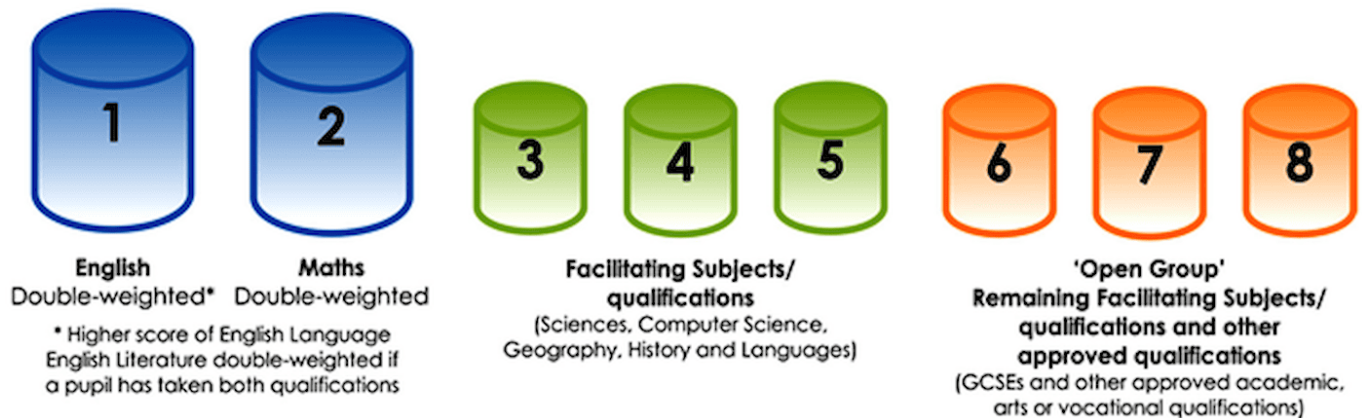 1
2
3
4
5
6
7
8
English
Double-weighted*
Maths
Double-weighted
* Higher score of English Language
English Literature double-weighted if
a pupil has taken both qualifications
Facilitating Subjects/
qualifications
(Sciences, Computer Science,
Geography, History and Languages)
‘Open Group’
Remaining Facilitating Subjects/
qualifications and other
approved qualifications
(GCSEs and other approved academic,
arts or vocational qualifications)